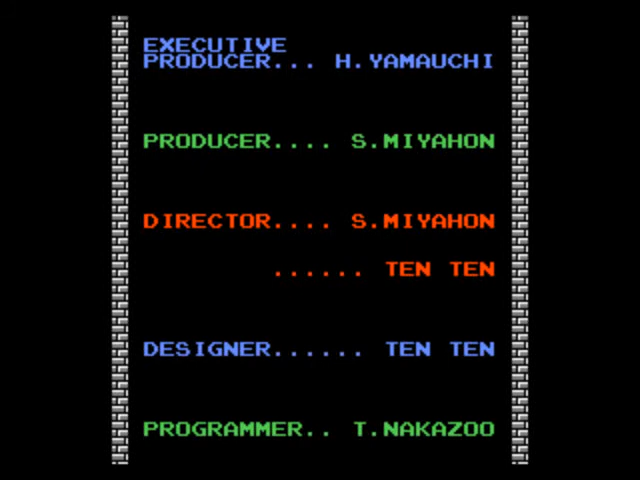 EXECUTIVE
PRODUCER... H.YAMAUCHI
PRODUCER.... S.MIYAHON
DIRECTOR.... S.MIYAHON
...... TEN TEN
DESIGNER...... TEN TEN
PROGRAMMER.. T.NAKAZOO